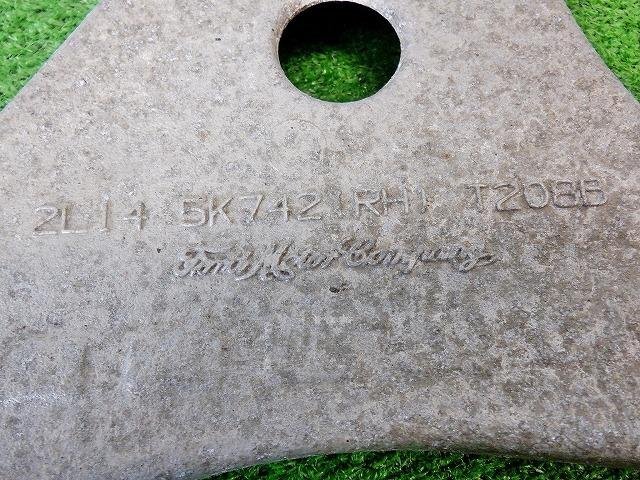 2L14 5K742 (RH) T208B
Ford Motor Company